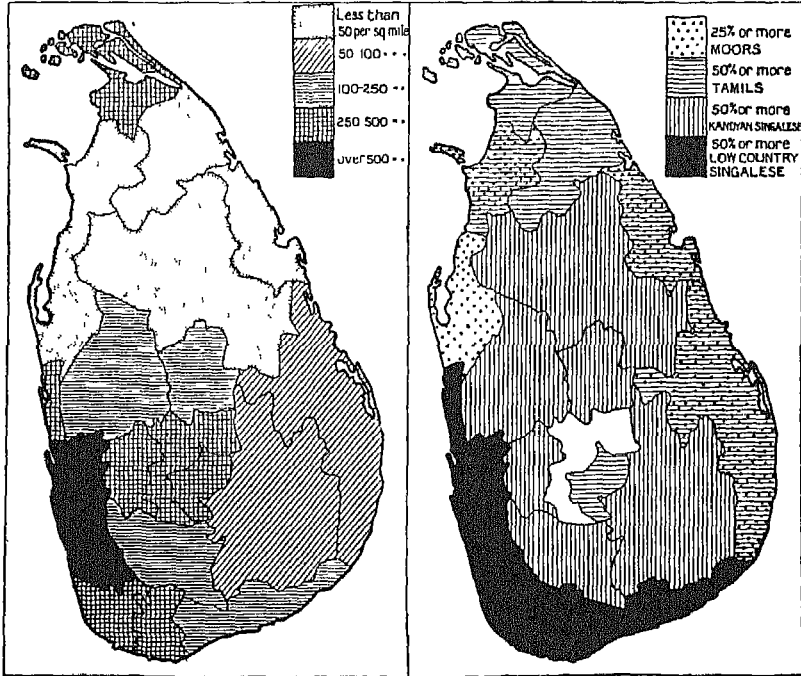 Less than
50 per sq mile
50 100 • • •
100-250 • • •
250 500 • •
over 500 • •
25% or more
MOORS
50% or more
TAMILS
50% or more
KANDYAN SINGALESE
50% or more
LOW COUNTRY
SINGALESE